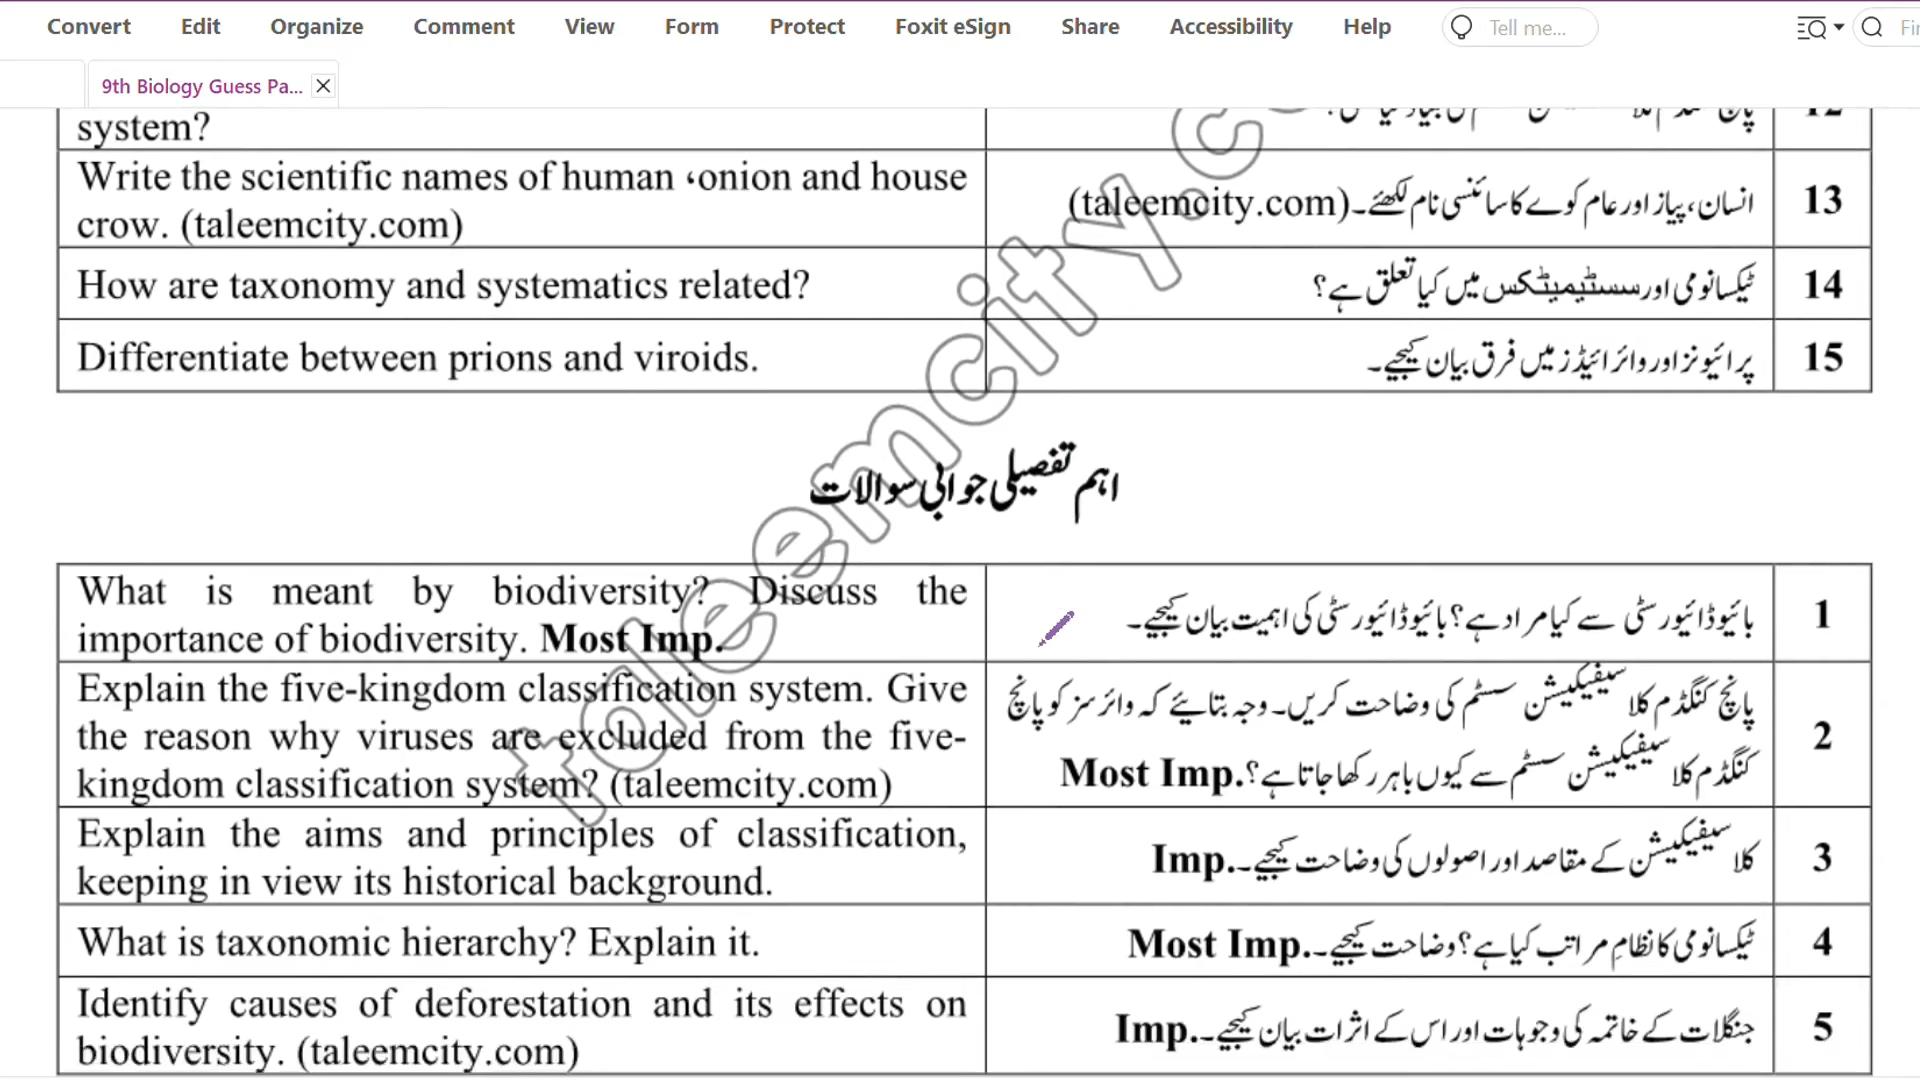 Convert Edit Organize Comment View Form Protect Foxit eSign Share Accessibility Help Tell me...
9th Biology Guess Pa...
system?
12
Write the scientific names of human ،onion and house
crow. (taleemcity.com)
انسان، پیاز اور عام کوے کا سائنسی نام لکھئے۔ (taleemcity.com)
13
How are taxonomy and systematics related?
ٹیکسانومی اور سسٹیمیٹکس میں کیا تعلق ہے؟
14
Differentiate between prions and viroids.
پرائیونز اور وائرائیڈز میں فرق بیان کیجیے۔
15
اہم تفصیلی جوابی سوالات
What is meant by biodiversity? Discuss the
importance of biodiversity. Most Imp.
بائیوڈائیورسٹی سے کیا مراد ہے؟ بائیوڈائیورسٹی کی اہمیت بیان کیجیے۔
1
Explain the five-kingdom classification system. Give
the reason why viruses are excluded from the five-
kingdom classification system? (taleemcity.com)
پانچ کنگڈم کلاسیفیکیشن سسٹم کی وضاحت کریں۔ وجہ بتایئے کہ وائرسز کو پانچ
کنگڈم کلاسیفیکیشن سسٹم سے کیوں باہر رکھا جاتا ہے؟ Most Imp.
2
Explain the aims and principles of classification,
keeping in view its historical background.
کلاسیفیکیشن کے مقاصد اور اصولوں کی وضاحت کیجیے۔ Imp.
3
What is taxonomic hierarchy? Explain it.
ٹیکسانومی کا نظامِ مراتب کیا ہے؟ وضاحت کیجیے۔ Most Imp.
4
Identify causes of deforestation and its effects on
biodiversity. (taleemcity.com)
جنگلات کے خاتمہ کی وجوہات اور اس کے اثرات بیان کیجیے۔ Imp.
5
taleemcity.c